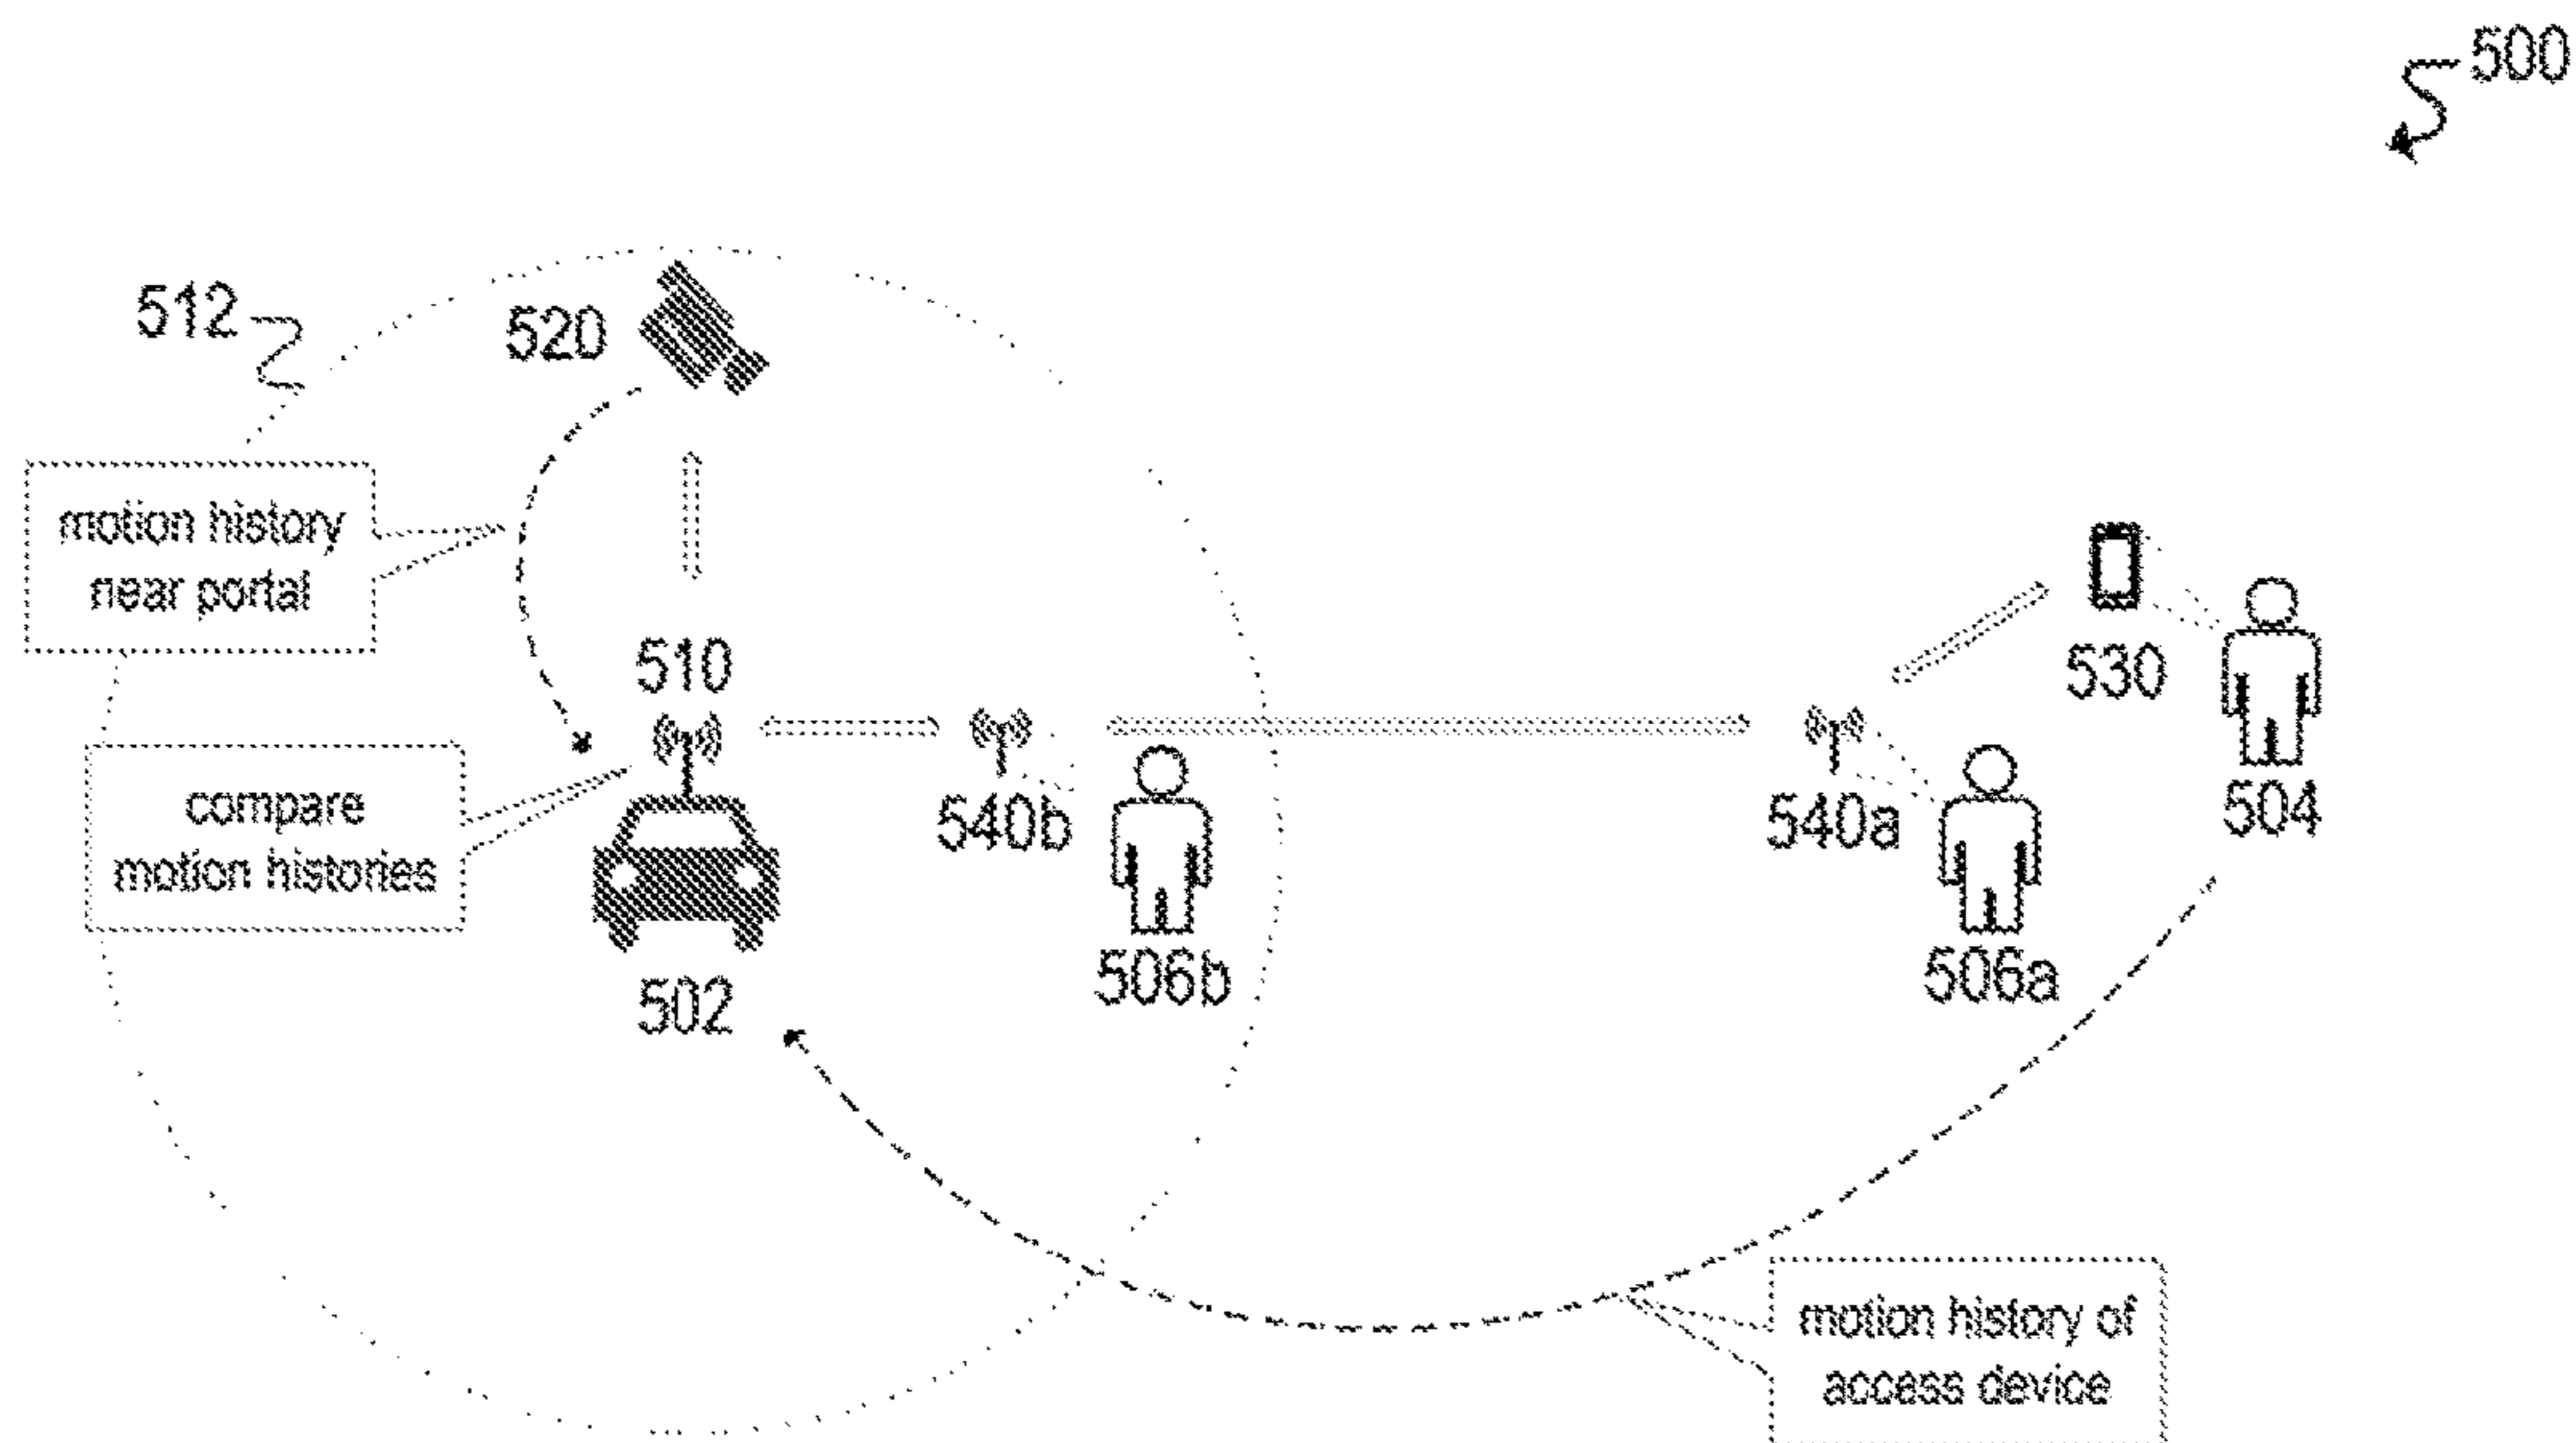 500
512
520
motion history
near portal
510
530
compare
motion histories
540b
540a
504
506b
506a
502
motion history of
access device